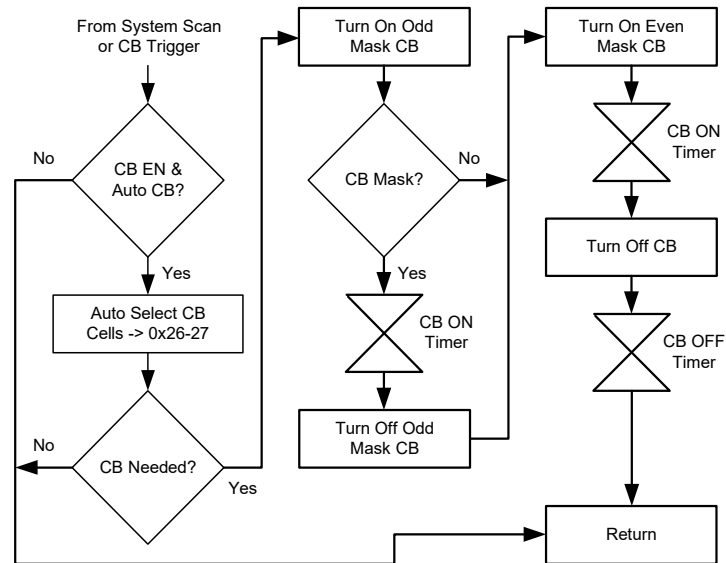 From System Scan
or CB Trigger
No
CB EN &
Auto CB?
Yes
Auto Select CB
Cells -> 0x26-27
No
CB Needed?
Yes
Turn On Odd
Mask CB
CB Mask?
No
Yes
CB ON
Timer
Turn Off Odd
Mask CB
Turn On Even
Mask CB
CB ON
Timer
Turn Off CB
CB OFF
Timer
Return